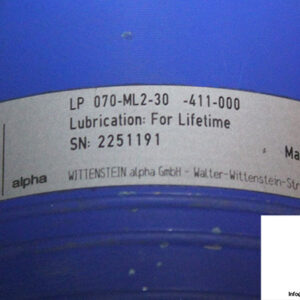 LP 070-ML2-30 -411-000
Lubrication: For Lifetime
SN: 2251191
Ma
alpha
WITTENSTEIN alpha GmbH - Walter-Wittenstein-Str